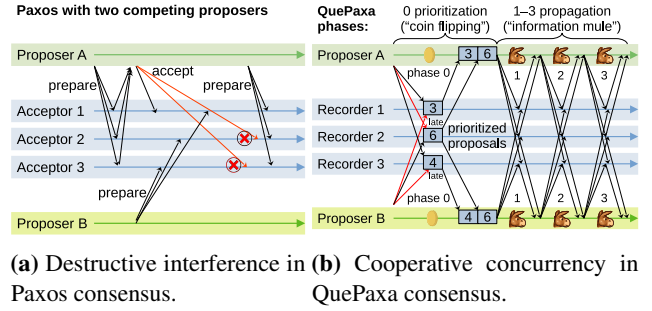 Paxos with two competing proposers
Proposer A
prepare
accept
prepare
Acceptor 1
Acceptor 2
Acceptor 3
prepare
Proposer B
(a) Destructive interference in
Paxos consensus.
QuePaxa
phases:
0 prioritization
("coin flipping")
1–3 propagation
("information mule")
Proposer A
3 6
phase 0
1 2 3
Recorder 1
3
late
Recorder 2
6
prioritized
proposals
Recorder 3
4
late
phase 0
1 2 3
Proposer B
4 6
(b) Cooperative concurrency in
QuePaxa consensus.